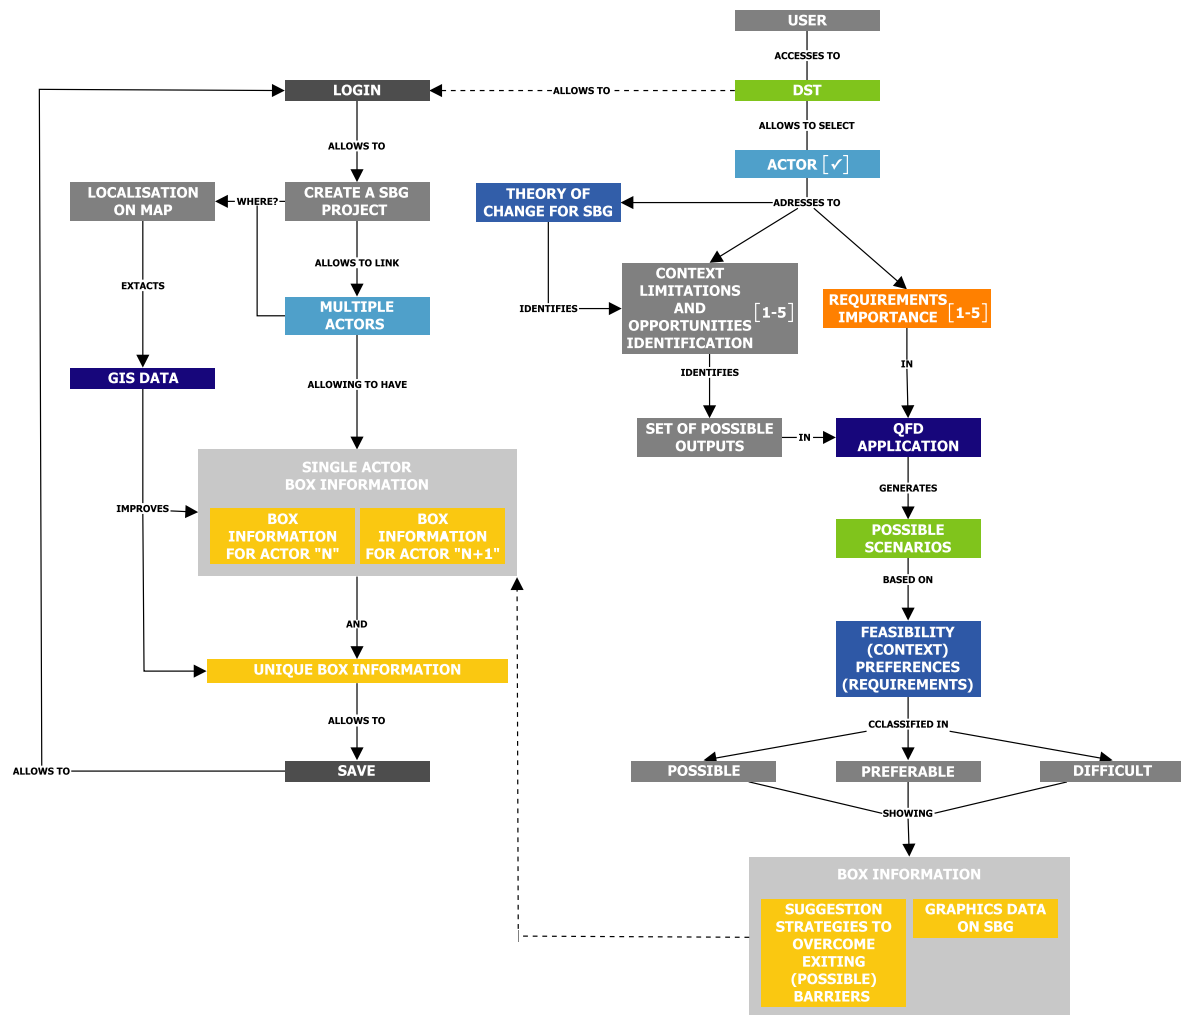 USER
ACCESSES TO
LOGIN
ALLOWS TO
DST
ALLOWS TO SELECT
ALLOWS TO
ACTOR [✓]
LOCALISATION
ON MAP
WHERE?
CREATE A SBG
PROJECT
THEORY OF
CHANGE FOR SBG
ADRESSES TO
ALLOWS TO LINK
EXTACTS
CONTEXT
LIMITATIONS
AND
OPPORTUNITIES
IDENTIFICATION
[1-5]
REQUIREMENTS
IMPORTANCE
[1-5]
IDENTIFIES
MULTIPLE
ACTORS
IN
IDENTIFIES
GIS DATA
ALLOWING TO HAVE
SET OF POSSIBLE
OUTPUTS
IN
QFD
APPLICATION
SINGLE ACTOR
BOX INFORMATION
GENERATES
IMPROVES
BOX
INFORMATION
FOR ACTOR "N"
BOX
INFORMATION
FOR ACTOR "N+1"
POSSIBLE
SCENARIOS
BASED ON
AND
FEASIBILITY
(CONTEXT)
PREFERENCES
(REQUIREMENTS)
UNIQUE BOX INFORMATION
ALLOWS TO
CCLASSIFIED IN
ALLOWS TO
SAVE
POSSIBLE
PREFERABLE
DIFFICULT
SHOWING
BOX INFORMATION
SUGGESTION
STRATEGIES TO
OVERCOME
EXITING
(POSSIBLE)
BARRIERS
GRAPHICS DATA
ON SBG